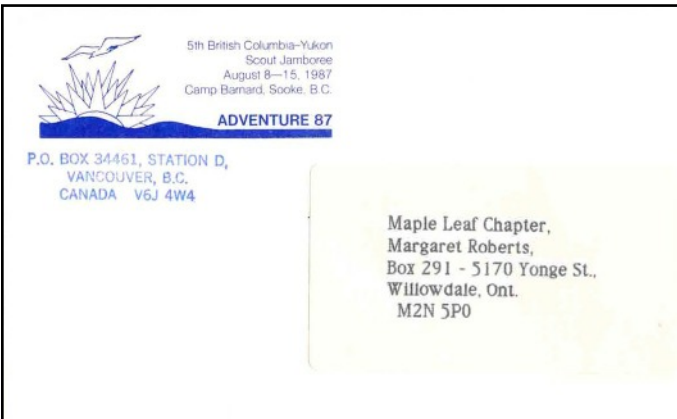 5th British Columbia–Yukon
Scout Jamboree
August 8—15, 1987
Camp Barnard, Sooke, B.C.
ADVENTURE 87
P.O. BOX 34461, STATION D,
VANCOUVER, B.C.
CANADA V6J 4W4
Maple Leaf Chapter,
Margaret Roberts,
Box 291 - 5170 Yonge St.,
Willowdale, Ont.
M2N 5P0